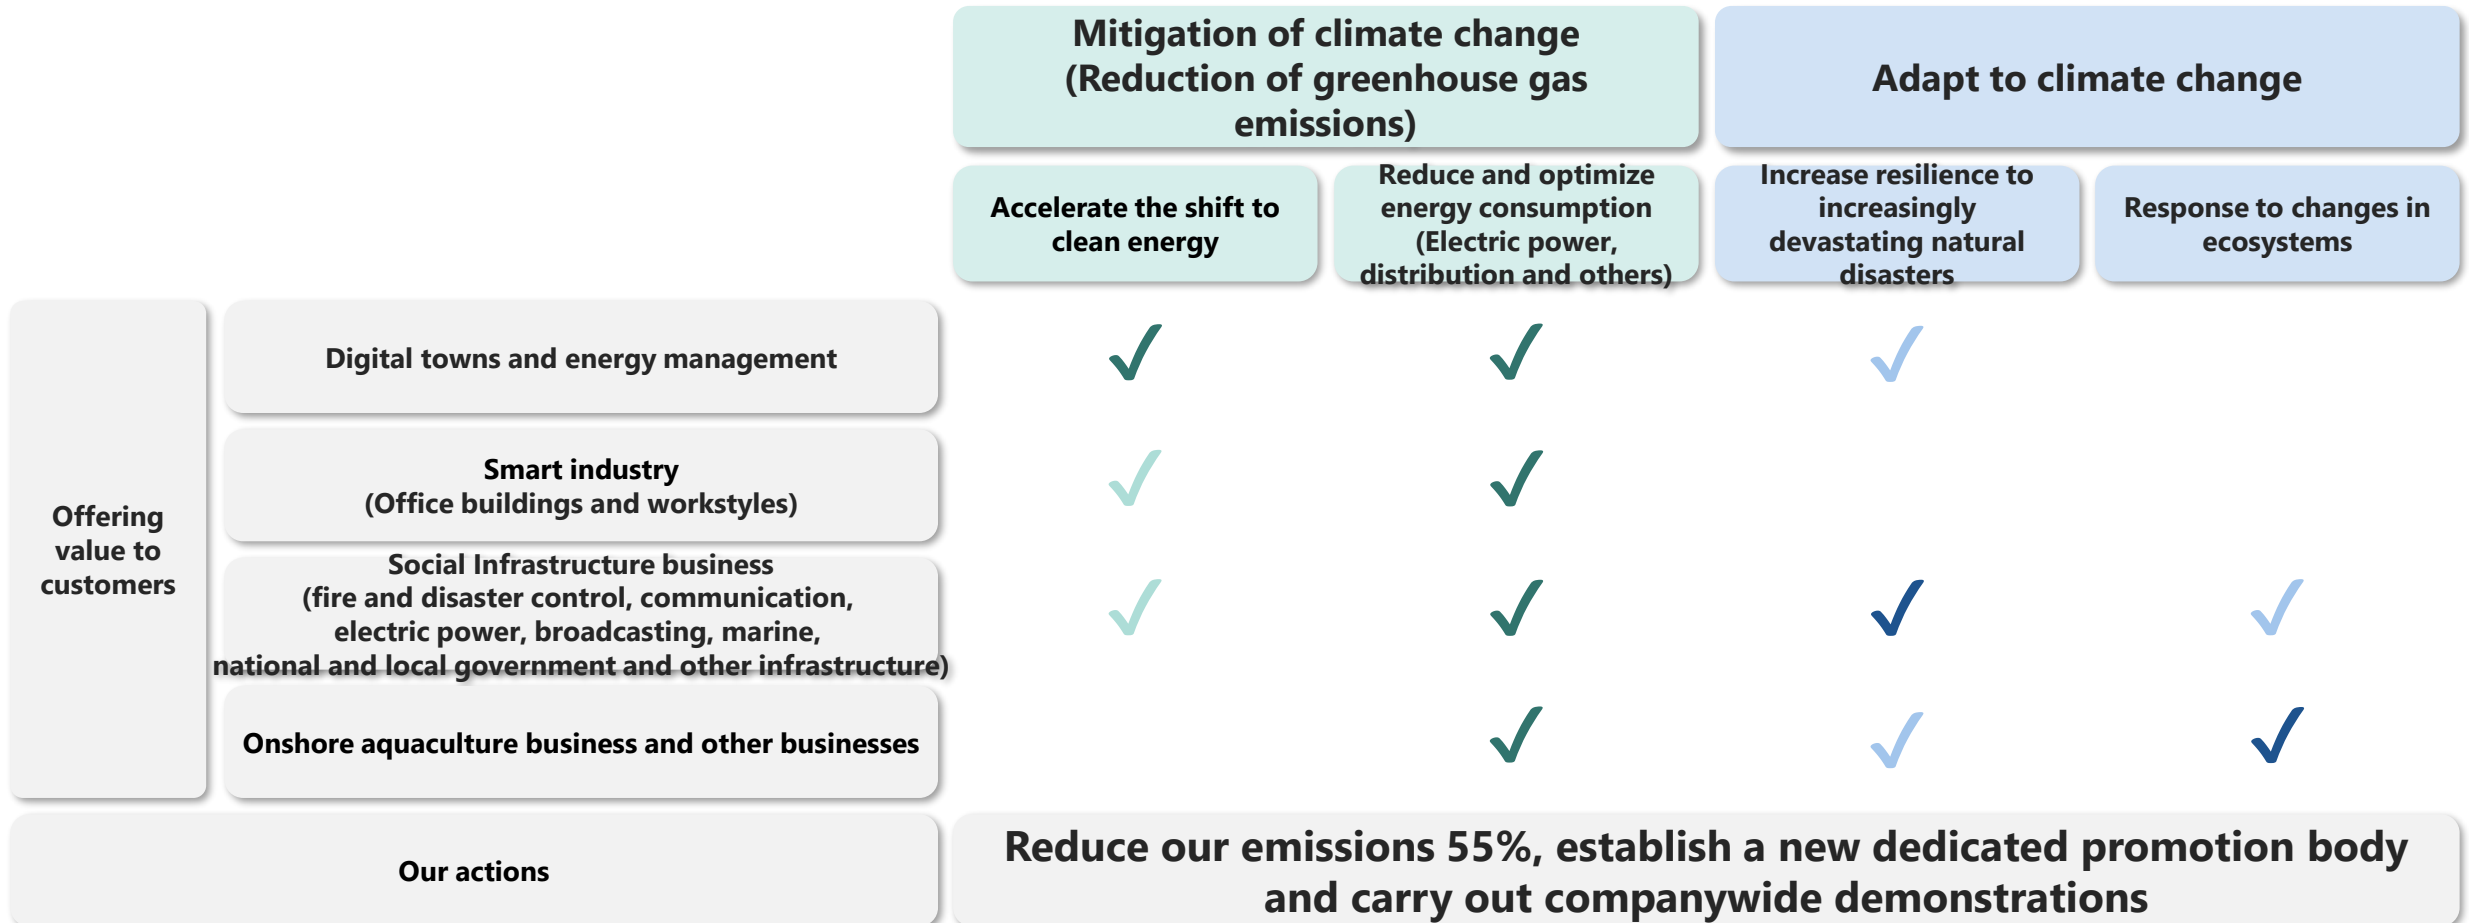 Mitigation of climate change
(Reduction of greenhouse gas
emissions)
Adapt to climate change
Accelerate the shift to
clean energy
Reduce and optimize
energy consumption
(Electric power,
distribution and others)
Increase resilience to
increasingly
devastating natural
disasters
Response to changes in
ecosystems
Offering
value to
customers
Digital towns and energy management
Smart industry
(Office buildings and workstyles)
Social Infrastructure business
(fire and disaster control, communication,
electric power, broadcasting, marine,
national and local government and other infrastructure)
Onshore aquaculture business and other businesses
Our actions
Reduce our emissions 55%, establish a new dedicated promotion body
and carry out companywide demonstrations